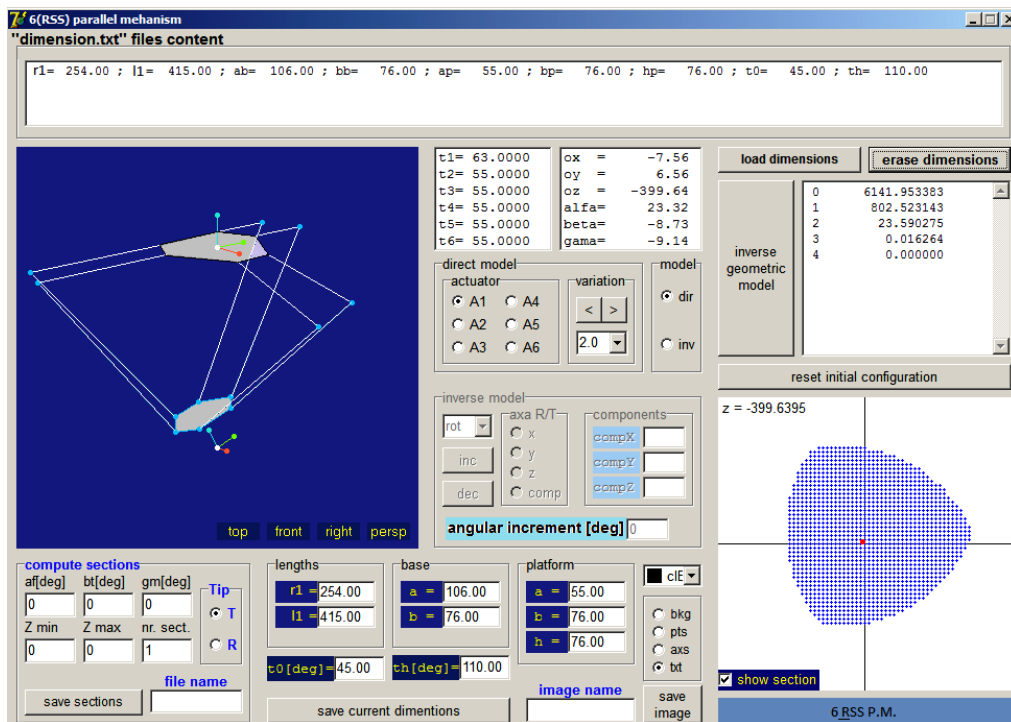 6(RSS) parallel mehanism
"dimension.txt" files content
r1= 254.00 ; l1= 415.00 ; ab= 106.00 ; bb= 76.00 ; ap= 55.00 ; bp= 76.00 ; hp= 76.00 ; t0= 45.00 ; th= 110.00
t1= 63.0000
t2= 55.0000
t3= 55.0000
t4= 55.0000
t5= 55.0000
t6= 55.0000
ox = -7.56
oy = 6.56
oz = -399.64
alfa= 23.32
beta= -8.73
gama= -9.14
load dimensions
erase dimensions
inverse
geometric
model
0 6141.953383
1 802.523143
2 23.590275
3 0.016264
4 0.000000
direct model
actuator
A1 A4
A2 A5
A3 A6
variation
< >
2.0
model
dir
inv
reset initial configuration
inverse model
rot
inc
dec
axa R/T
x
y
z
comp
components
compX
compY
compZ
angular increment [deg] 0
z = -399.6395
show section
top front right persp
compute sections
af[deg] bt[deg] gm[deg]
0 0 0
Z min Z max nr. sect.
0 0 1
Tip
T
R
save sections
file name
lengths
r1 = 254.00
l1 = 415.00
base
a = 106.00
b = 76.00
platform
a = 55.00
b = 76.00
h = 76.00
t0[deg]= 45.00
th[deg]= 110.00
save current dimentions
image name
clE
bkg
pts
axs
txt
save
image
6 RSS P.M.